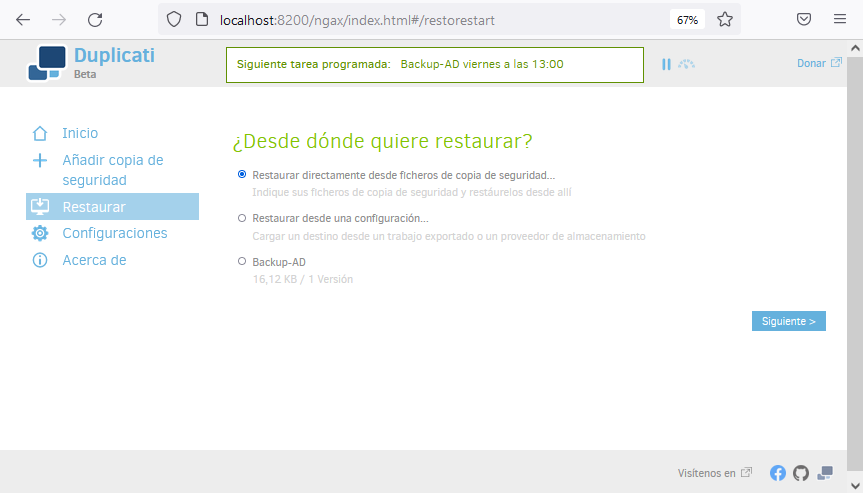 localhost:8200/ngax/index.html#/restorestart
67%
Duplicati
Beta
Siguiente tarea programada: Backup-AD viernes a las 13:00
Donar
Inicio
Añadir copia de
seguridad
Restaurar
Configuraciones
Acerca de
¿Desde dónde quiere restaurar?
Restaurar directamente desde ficheros de copia de seguridad...
Indique sus ficheros de copia de seguridad y restáurelos desde allí
Restaurar desde una configuración...
Cargar un destino desde un trabajo exportado o un proveedor de almacenamiento
Backup-AD
16,12 KB / 1 Versión
Siguiente >
Visítenos en